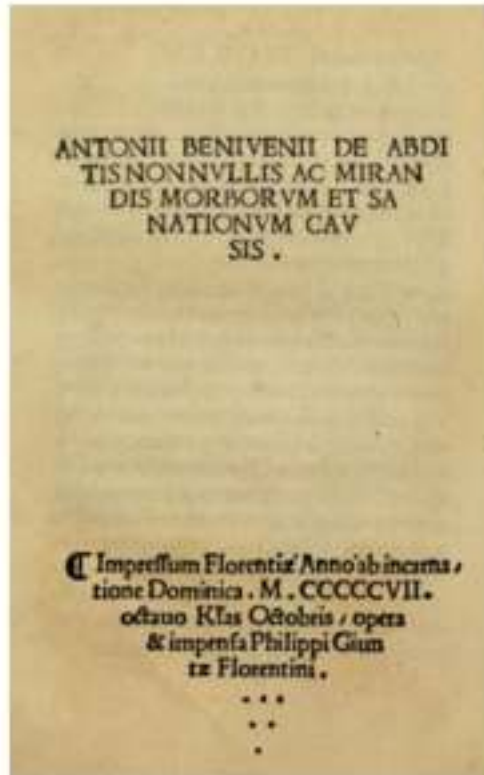 ANTONII BENIVENII DE ABDI
TIS NONNVLLIS AC MIRAN
DIS MORBORVM ET SA
NATIONVM CAV
SIS .
⁋ Impreſſum Florentiæ Anno ab incarna⸗
tione Dominica . M . CCCCCVII.
octauo Kľas Octobris , opera
& impenſa Philippi Giun
tæ Florentini .